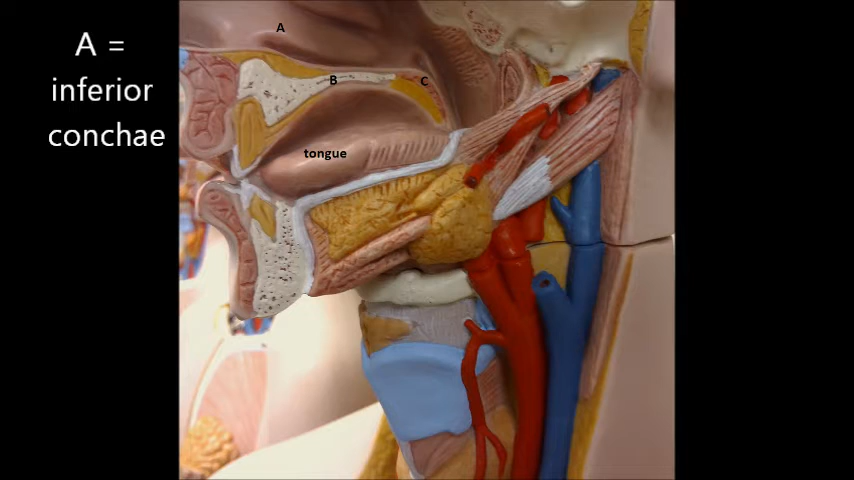 A =
inferior
conchae
A
B
C
tongue